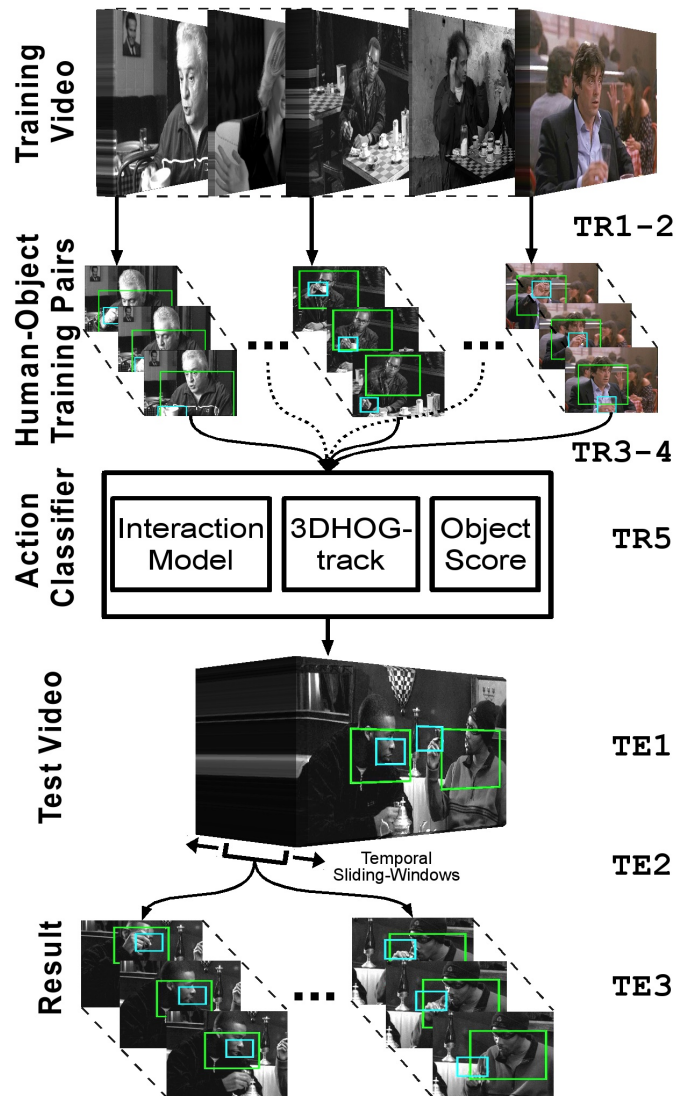 Training
Video
TR1-2
Human-Object
Training Pairs
TR3-4
Action
Classifier
Interaction
Model
3DHOG-
track
Object
Score
TR5
Test Video
TE1
Temporal
Sliding-Windows
TE2
Result
TE3